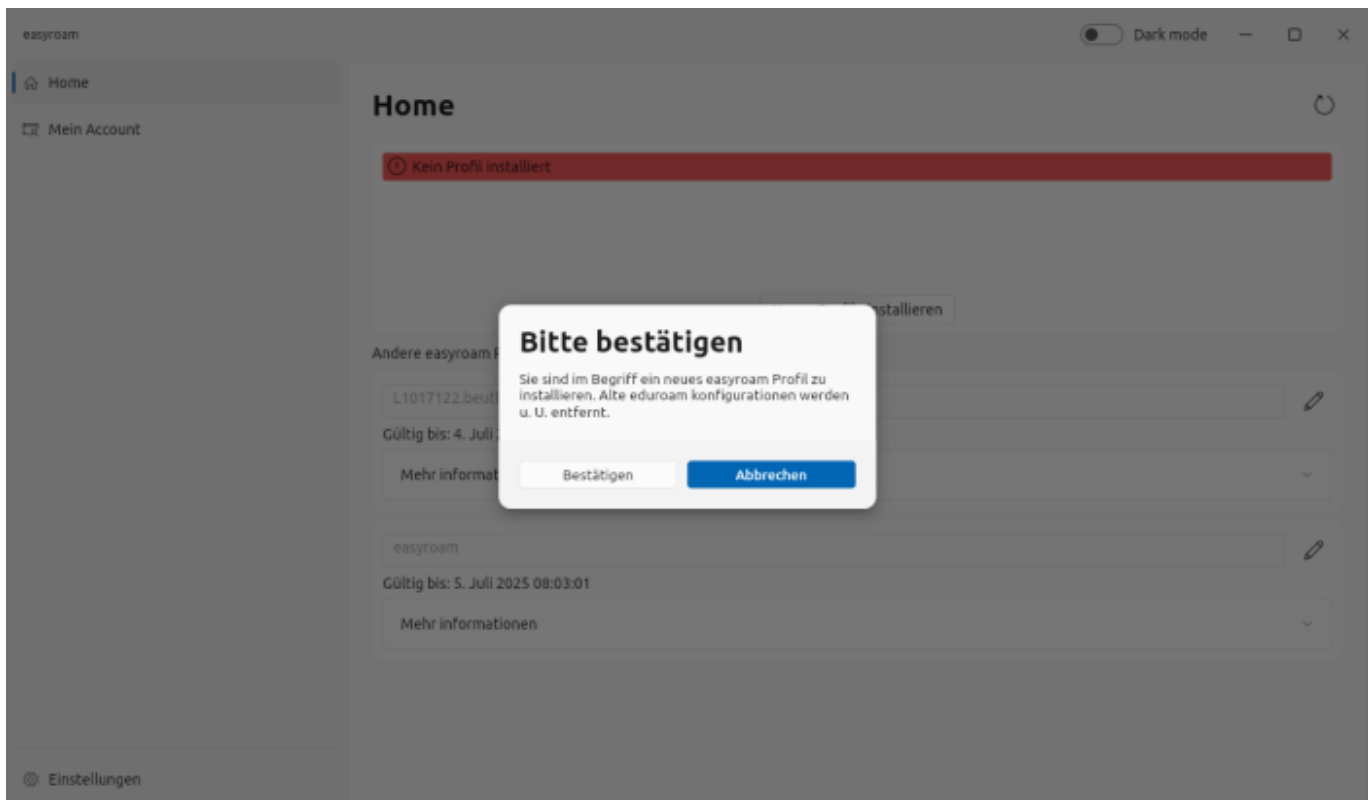 easyroam
Dark mode
Home
Mein Account
Home
Kein Profil installiert
Andere easyroam
Bitte bestätigen
Sie sind im Begriff ein neues easyroam Profil zu
installieren. Alte eduroam konfigurationen werden
u. U. entfernt.
Bestätigen
Abbrechen
Gültig bis: 4. Juli
Mehr
easyroam
Gültig bis: 5. Juli 2025 08:03:01
Mehr informationen
Einstellungen